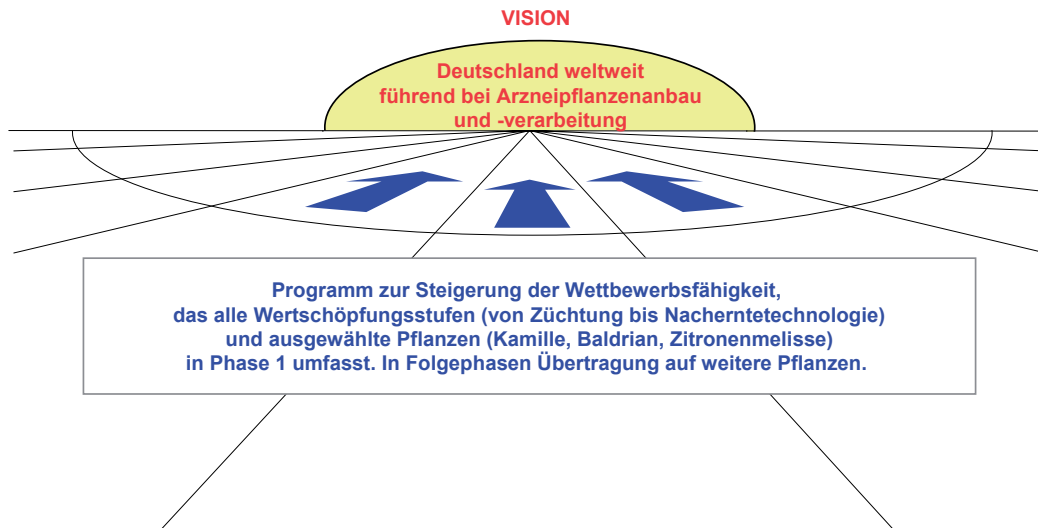 VISION
Deutschland weltweit
führend bei Arzneipflanzenanbau
und -verarbeitung
Programm zur Steigerung der Wettbewerbsfähigkeit,
das alle Wertschöpfungsstufen (von Züchtung bis Nacherntetechnologie)
und ausgewählte Pflanzen (Kamille, Baldrian, Zitronenmelisse)
in Phase 1 umfasst. In Folgephasen Übertragung auf weitere Pflanzen.